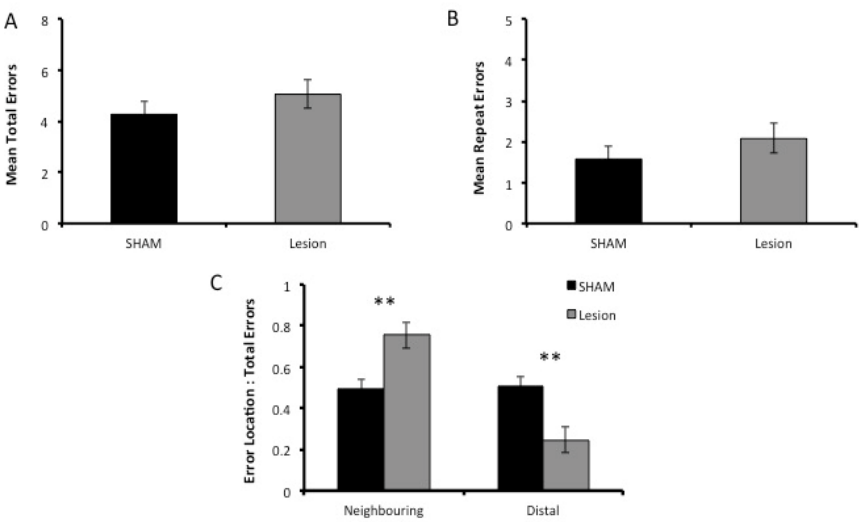 A
Mean Total Errors
8
6
4
2
0
SHAM Lesion
B
Mean Repeat Errors
5
4
3
2
1
0
SHAM Lesion
C
Error Location : Total Errors
1
0.8
0.6
0.4
0.2
0
**
**
SHAM
Lesion
Neighbouring Distal